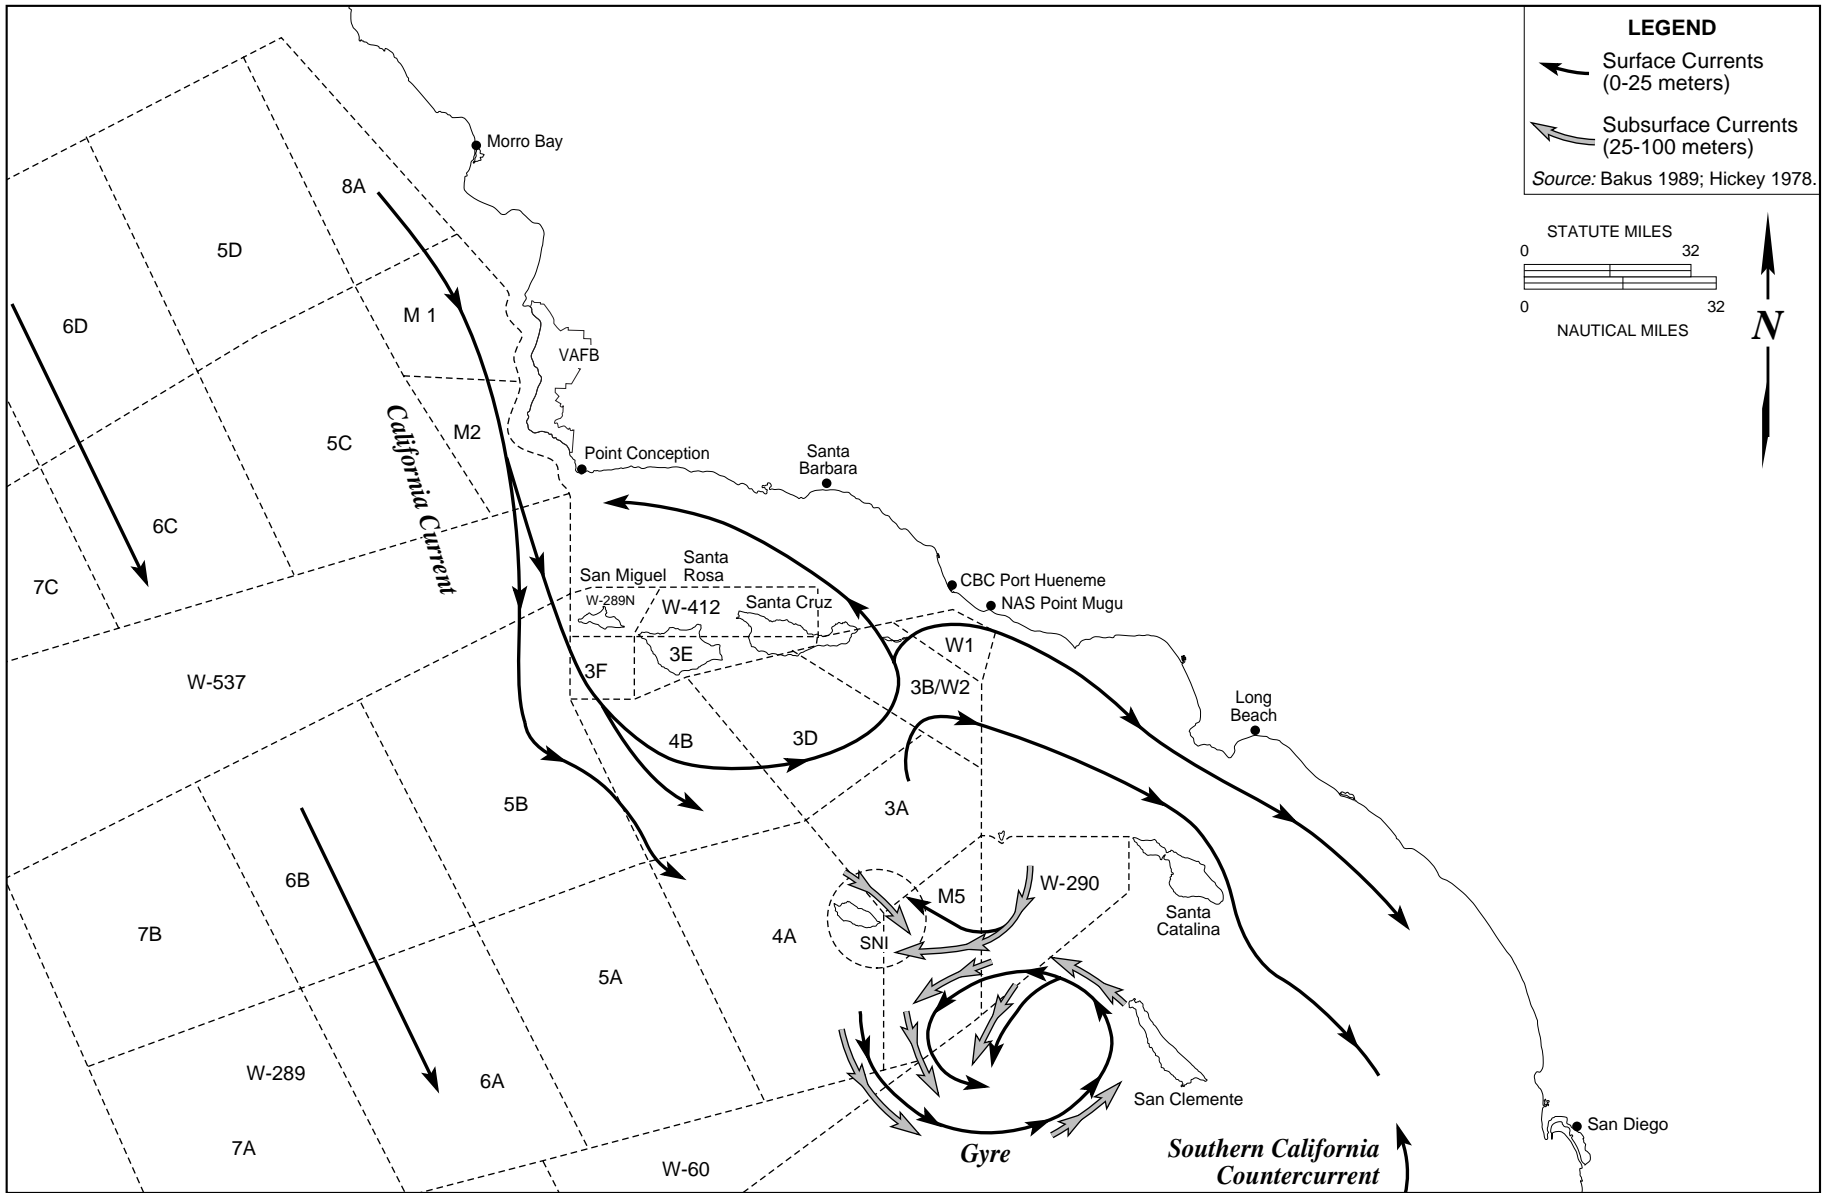 LEGEND
Surface Currents
(0-25 meters)
Subsurface Currents
(25-100 meters)
Source: Bakus 1989; Hickey 1978.
STATUTE MILES
0 32
0 32
NAUTICAL MILES
N
Morro Bay
8A
5D
6D
M 1
VAFB
5C
M2
California Current
Point Conception
Santa
Barbara
6C
7C
San Miguel
Santa
Rosa
W-289N
W-412
Santa Cruz
CBC Port Hueneme
NAS Point Mugu
W-537
3F
3E
W1
3B/W2
Long
Beach
4B
3D
5B
3A
6B
M5
W-290
Santa
Catalina
7B
4A
SNI
5A
W-289
6A
San Clemente
7A
W-60
Gyre
Southern California
Countercurrent
San Diego